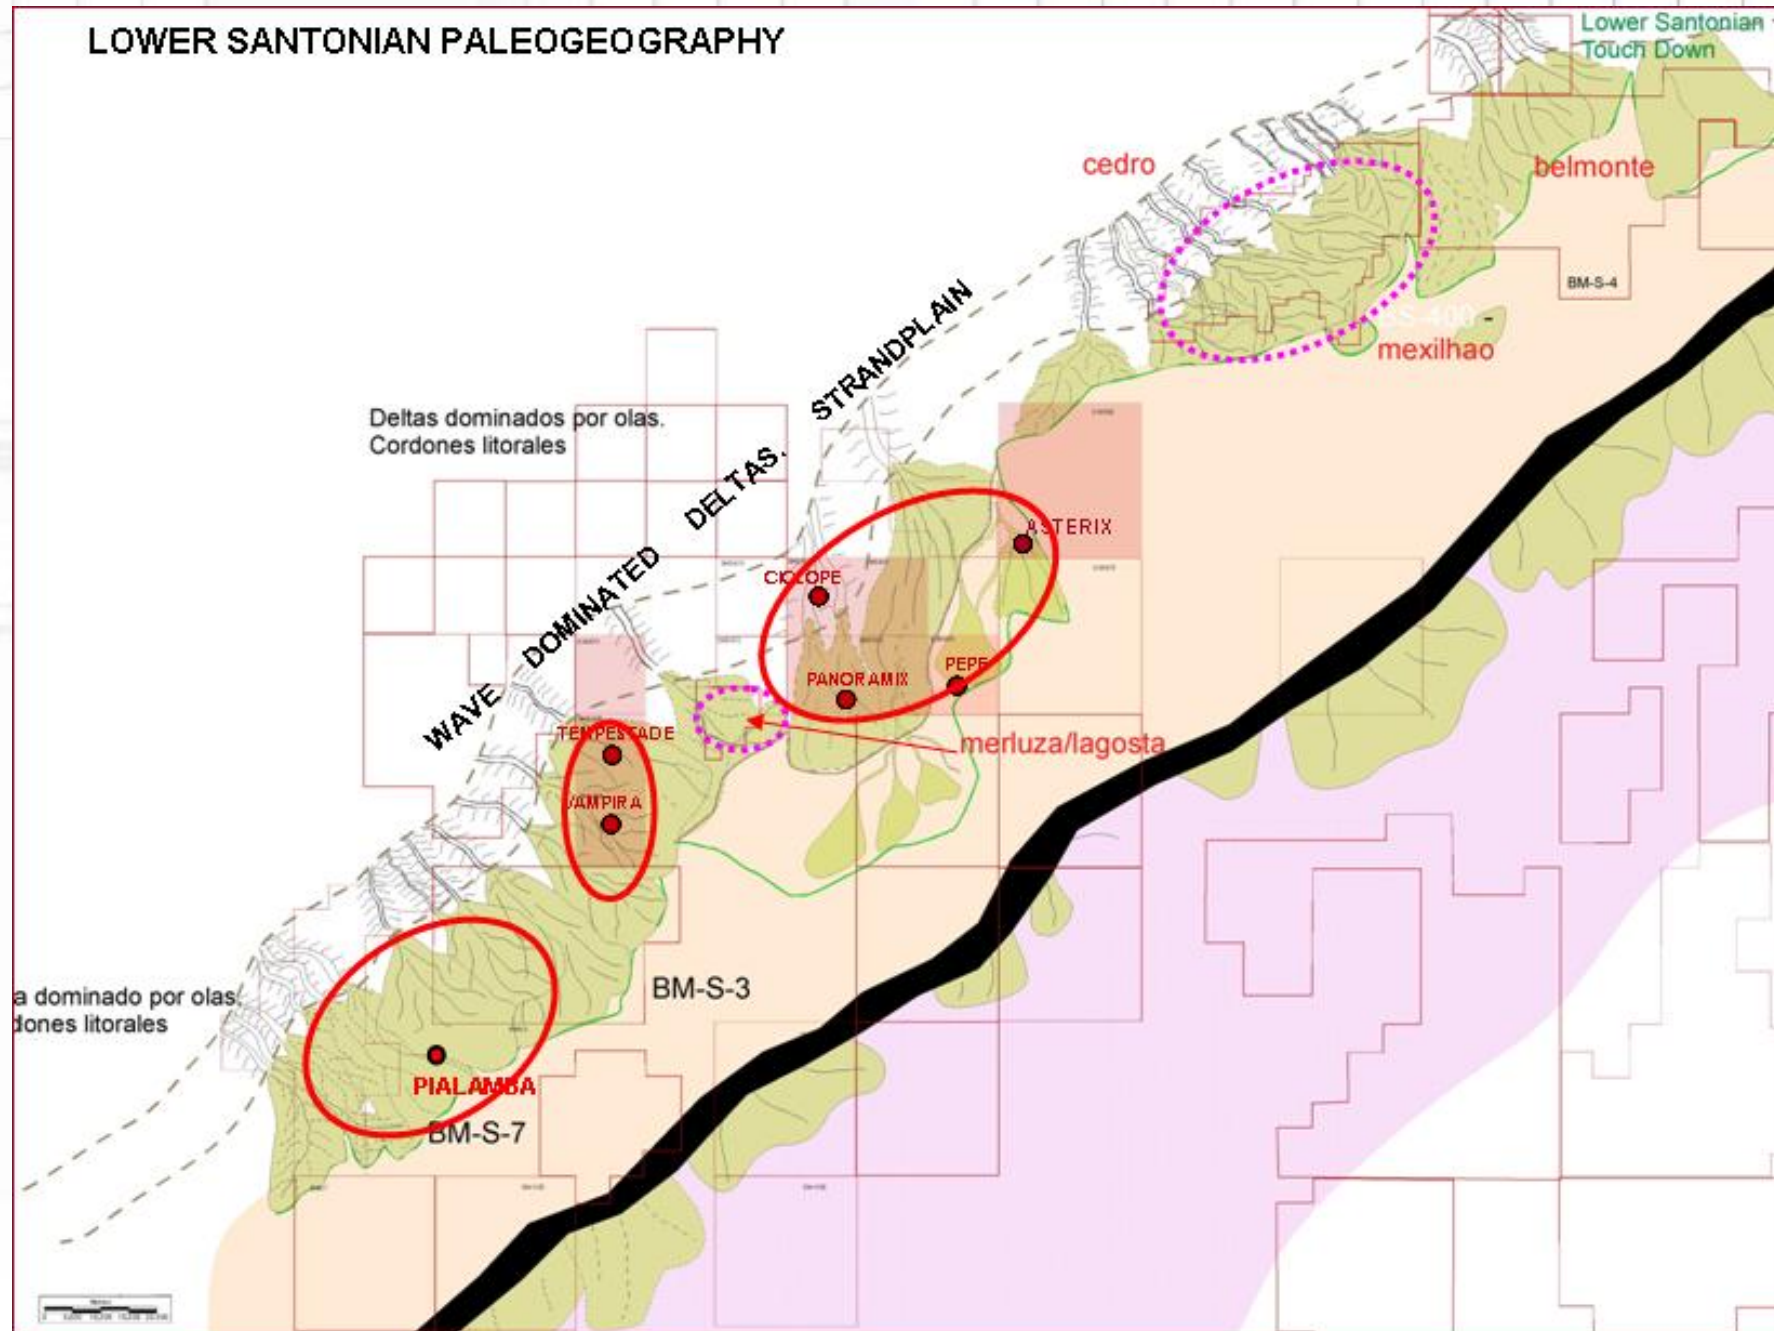 LOWER SANTONIAN PALEOGEOGRAPHY
Lower Santonian
Touch Down
cedro
belmonte
BM-S-4
mexilhao
STRANDPLAIN
Deltas dominados por olas.
Cordones litorales
DELTAS.
ASTERIX
CICLOPE
DOMINATED
PEPE
PANORAMIX
WAVE
TEMPESTADE
merluza/lagosta
VAMPIRA
BM-S-3
a dominado por olas.
dones litorales
PIALAMBA
BM-S-7